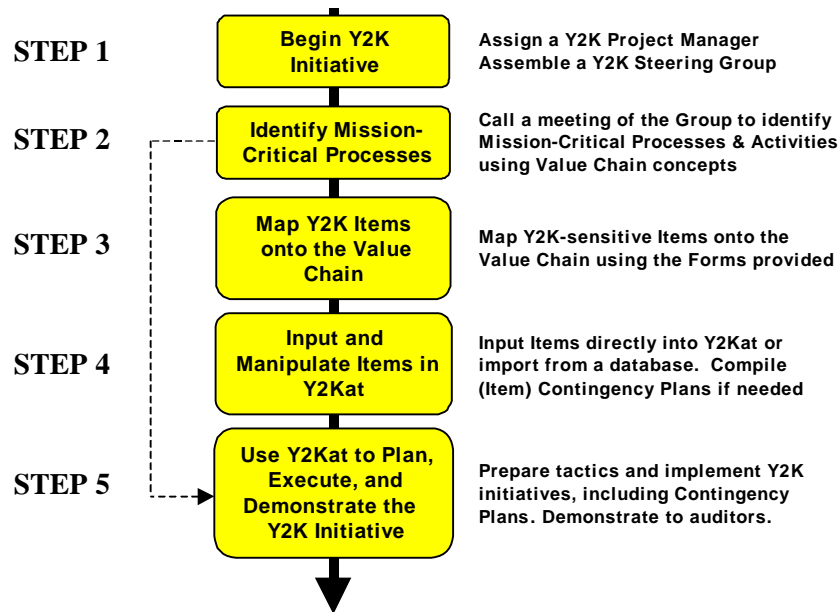 STEP 1
Begin Y2K
Initiative
Assign a Y2K Project Manager
Assemble a Y2K Steering Group
STEP 2
Identify Mission-
Critical Processes
Call a meeting of the Group to identify
Mission-Critical Processes & Activities
using Value Chain concepts
STEP 3
Map Y2K Items
onto the Value
Chain
Map Y2K-sensitive Items onto the
Value Chain using the Forms provided
STEP 4
Input and
Manipulate Items in
Y2Kat
Input Items directly into Y2Kat or
import from a database. Compile
(Item) Contingency Plans if needed
STEP 5
Use Y2Kat to Plan,
Execute, and
Demonstrate the
Y2K Initiative
Prepare tactics and implement Y2K
initiatives, including Contingency
Plans. Demonstrate to auditors.